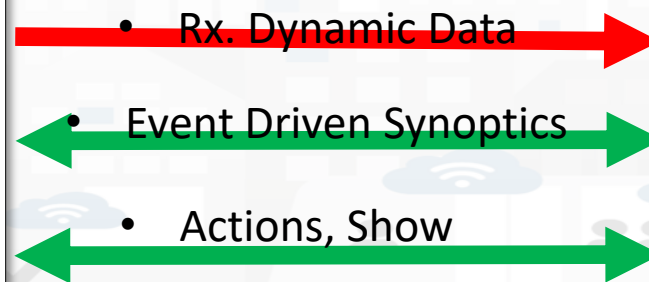 • Rx. Dynamic Data
• Event Driven Synoptics
• Actions, Show